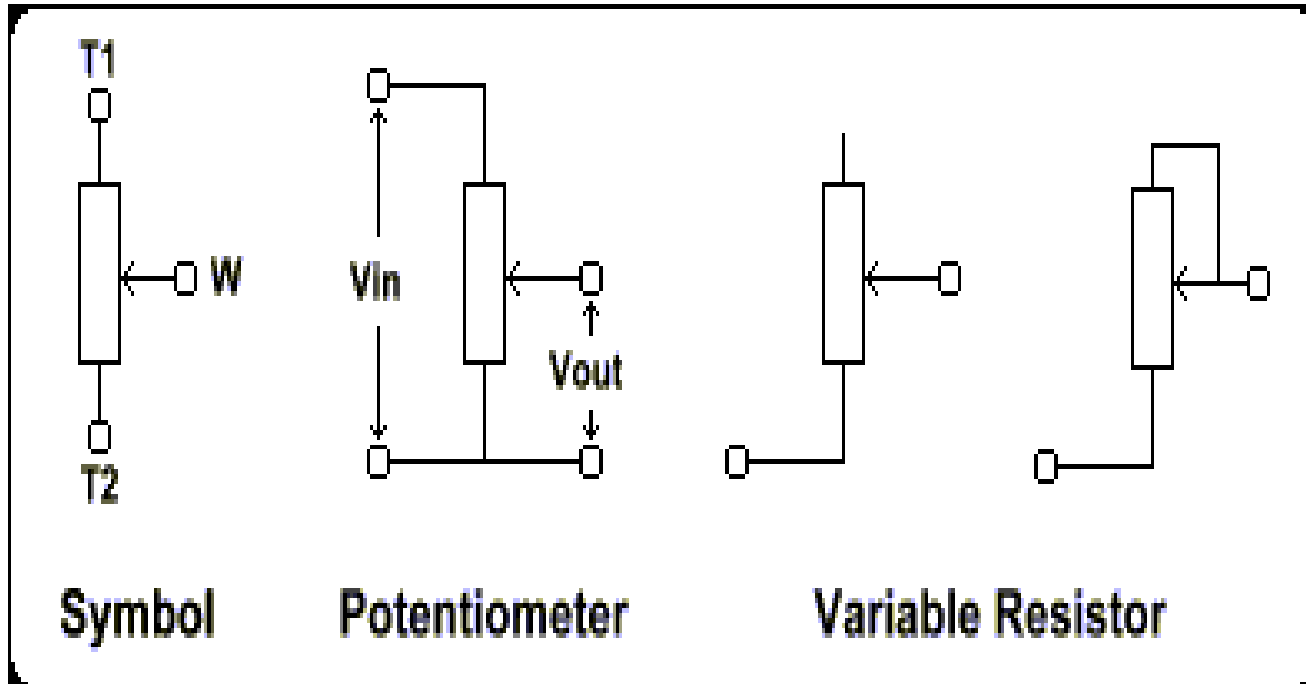 T1
W
T2
Vin
Vout
Symbol
Potentiometer
Variable Resistor